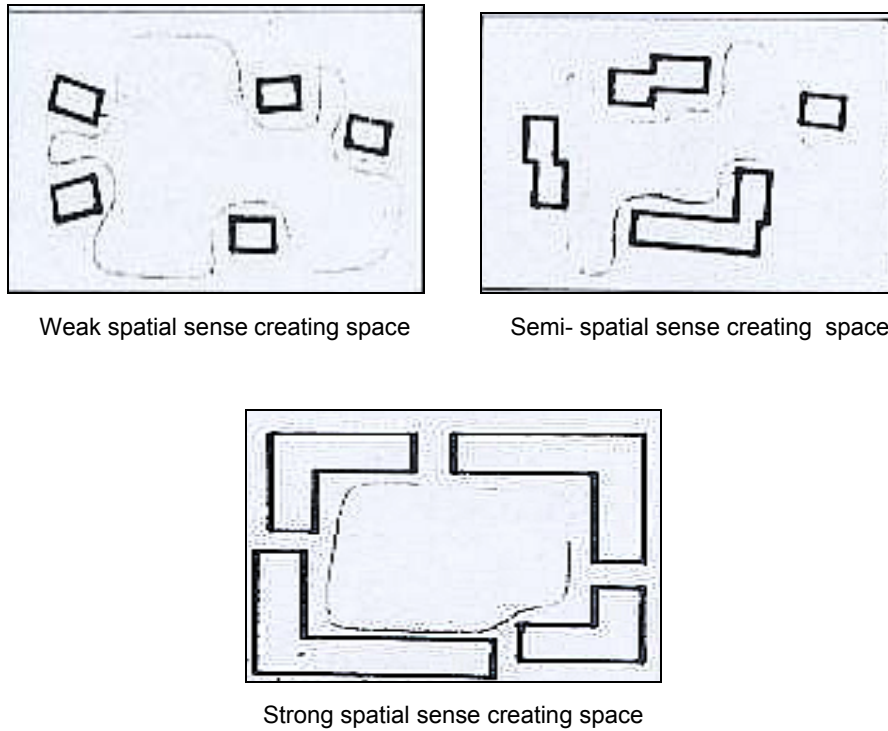 Weak spatial sense creating space
Semi- spatial sense creating  space
Strong spatial sense creating space